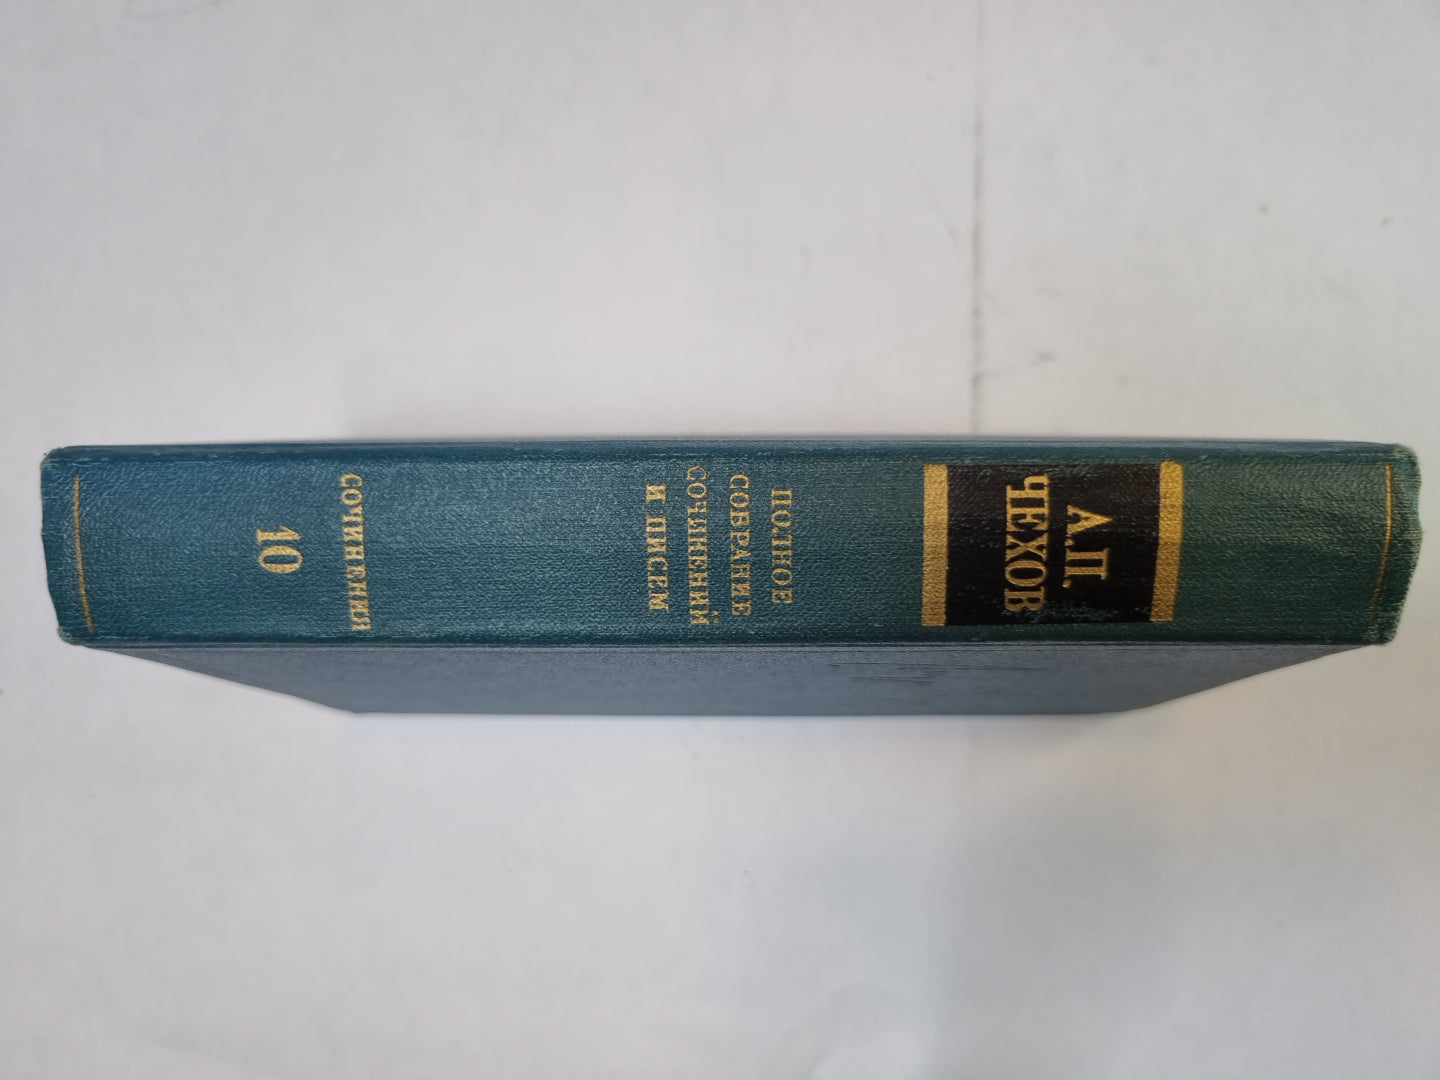 А.П.
ЧЕХОВ
ПОЛНОЕ
СОБРАНИЕ
СОЧИНЕНИЙ
И ПИСЕМ
СОЧИНЕНИЯ
10